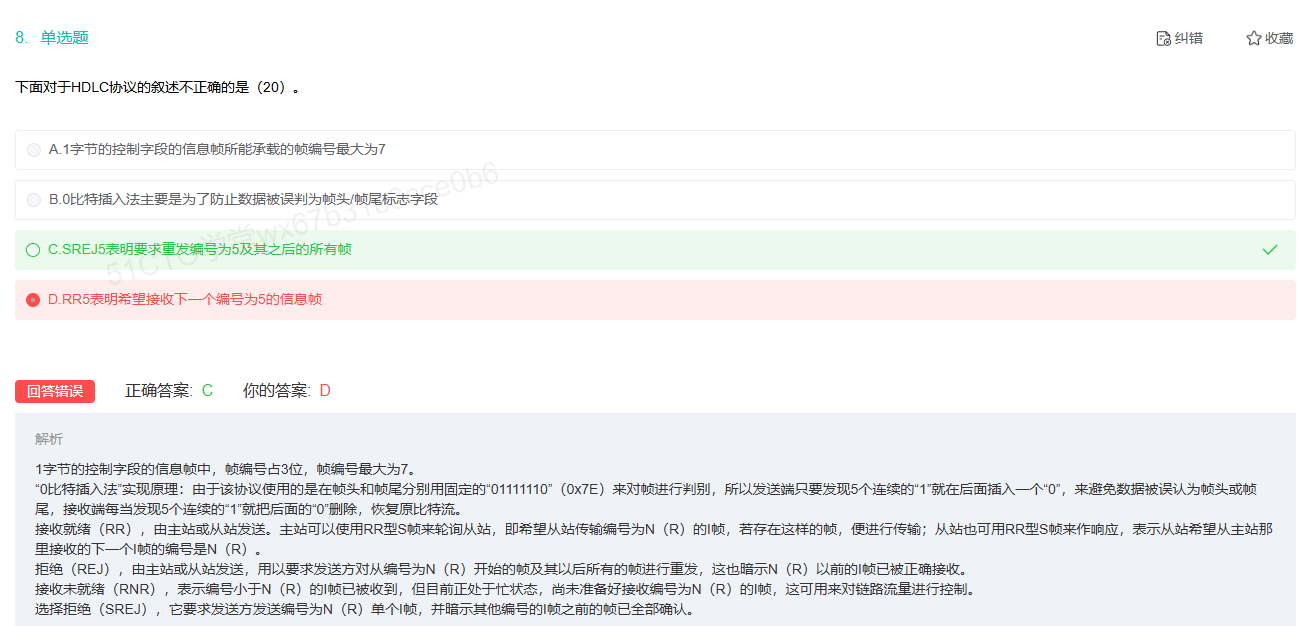 8. 单选题
纠错
收藏
下面对于HDLC协议的叙述不正确的是（20）。
A.1字节的控制字段的信息帧所能承载的帧编号最大为7
B.0比特插入法主要是为了防止数据被误判为帧头/帧尾标志字段
C.SREJ5表明要求重发编号为5及其之后的所有帧
D.RR5表明希望接收下一个编号为5的信息帧
回答错误 正确答案: C 你的答案: D
解析
1字节的控制字段的信息帧中，帧编号占3位，帧编号最大为7。
“0比特插入法”实现原理：由于该协议使用的是在帧头和帧尾分别用固定的“01111110”（0x7E）来对帧进行判别，所以发送端只要发现5个连续的“1”就在后面插入一个“0”，来避免数据被误认为帧头或帧
尾，接收端每当发现5个连续的“1”就把后面的“0”删除，恢复原比特流。
接收就绪（RR），由主站或从站发送。主站可以使用RR型S帧来轮询从站，即希望从站传输编号为N（R）的I帧，若存在这样的帧，便进行传输；从站也可用RR型S帧来作响应，表示从站希望从主站那
里接收的下一个I帧的编号是N（R）。
拒绝（REJ），由主站或从站发送，用以要求发送方对从编号为N（R）开始的帧及其以后所有的帧进行重发，这也暗示N（R）以前的I帧已被正确接收。
接收未就绪（RNR），表示编号小于N（R）的I帧已被收到，但目前正处于忙状态，尚未准备好接收编号为N（R）的I帧，这可用来对链路流量进行控制。
选择拒绝（SREJ），它要求发送方发送编号为N（R）单个I帧，并暗示其他编号的I帧之前的帧已全部确认。